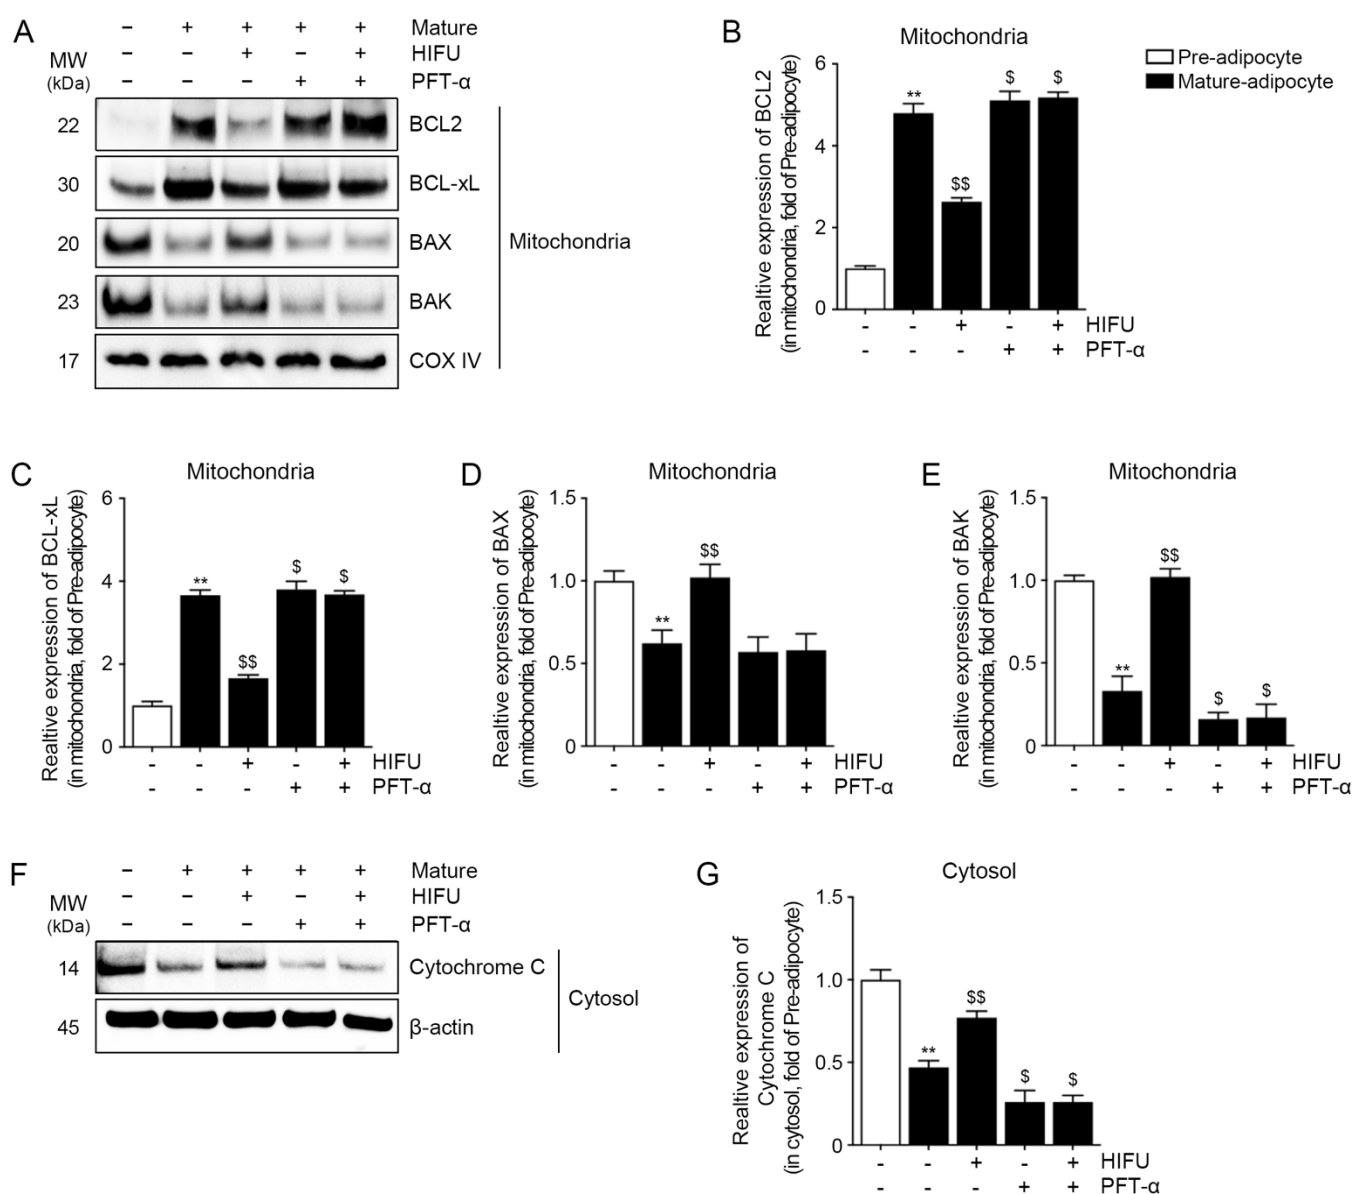 A
− + + + + Mature
− − + − + HIFU
− − − + + PFT-α
MW
(kDa)
22 BCL2
30 BCL-xL
20 BAX
23 BAK
17 COX IV
Mitochondria
B
Mitochondria
Pre-adipocyte
Mature-adipocyte
Realtive expression of BCL2
(in mitochondria, fold of Pre-adipocyte)
6
4
2
0
** $$ $ $
- - + - + HIFU
- - - + + PFT-α
C
Mitochondria
Realtive expression of BCL-xL
(in mitochondria, fold of Pre-adipocyte)
6
4
2
0
** $$ $ $
- - + - + HIFU
- - - + + PFT-α
D
Mitochondria
Realtive expression of BAX
(in mitochondria, fold of Pre-adipocyte)
1.5
1.0
0.5
0
** $$
- - + - + HIFU
- - - + + PFT-α
E
Mitochondria
Realtive expression of BAK
(in mitochondria, fold of Pre-adipocyte)
1.5
1.0
0.5
0
** $$ $ $
- - + - + HIFU
- - - + + PFT-α
F
− + + + + Mature
− − + − + HIFU
− − − + + PFT-α
MW
(kDa)
14 Cytochrome C
45 β-actin
Cytosol
G
Cytosol
Realtive expression of
Cytochrome C
(in cytosol, fold of Pre-adipocyte)
1.5
1.0
0.5
0
** $$ $ $
- - + - + HIFU
- - - + + PFT-α